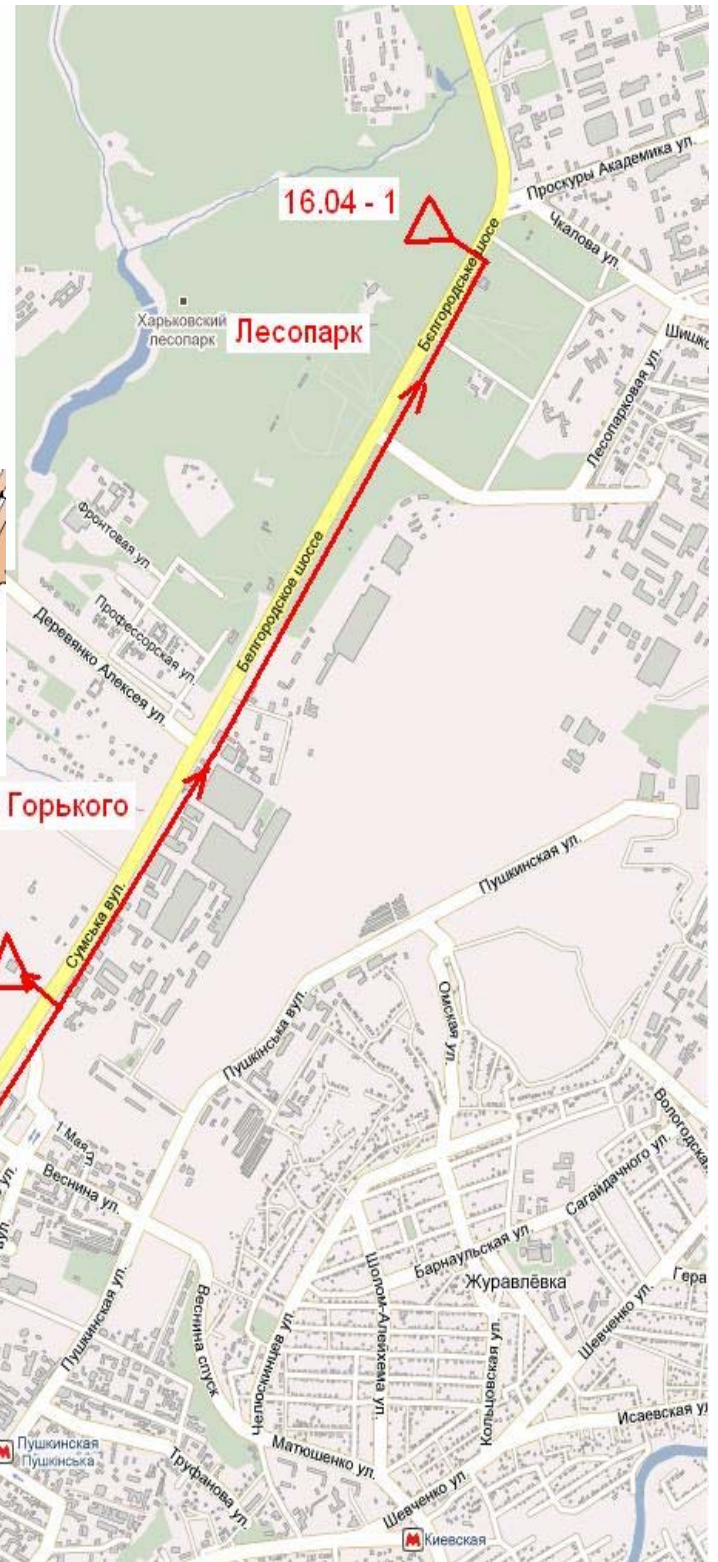 Проскуры Академика ул.
16.04 - 1
Чкалова ул.
Белгородське шосе
Харьковский
лесопарк
Лесопарк
Лесопарковая ул.
Фронтовая ул.
Белгородское шоссе
Профессорская ул.
Деревянко Алексея ул.
Горького
Пушкинская ул.
Сумська вул.
Омская ул.
Пушкінська вул.
1 Мая ул
Вологодская
Веснина ул.
Сагайдачного ул.
Барнаульская ул.
Журавлёвка
Гера
Шевченко ул.
Пушкинская ул.
Веснина спуск
Челюскинцев ул.
Шолом-Алейхема ул.
Кольцовская ул.
Исаевская ул
Пушкинская
Пушкінська
Матюшенко ул.
Труфанова ул.
Шевченко ул.
Киевская